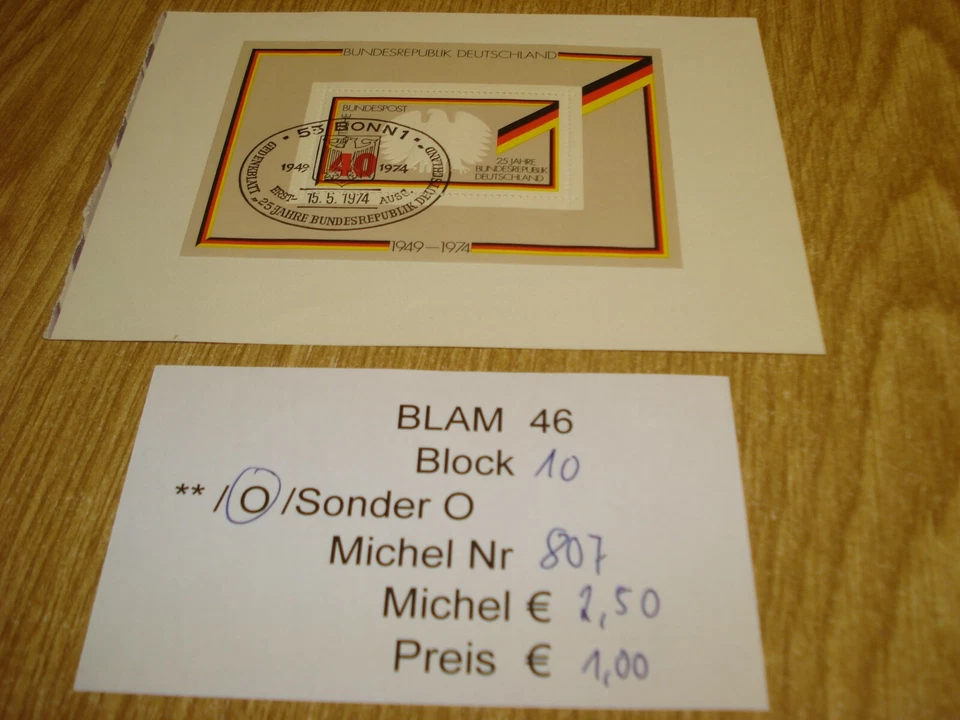 BUNDESREPUBLIK DEUTSCHLAND
BUNDESPOST
40
25 JAHRE
BUNDESREPUBLIK
DEUTSCHLAND
1949—1974
53 BONN 1
1949 1974
ERST- 15.5.1974 AUSG.
GEDENKBLATT
25 JAHRE BUNDESREPUBLIK DEUTSCHLAND
BLAM 46
Block 10
** / O /Sonder O
Michel Nr 807
Michel € 2,50
Preis € 1,00